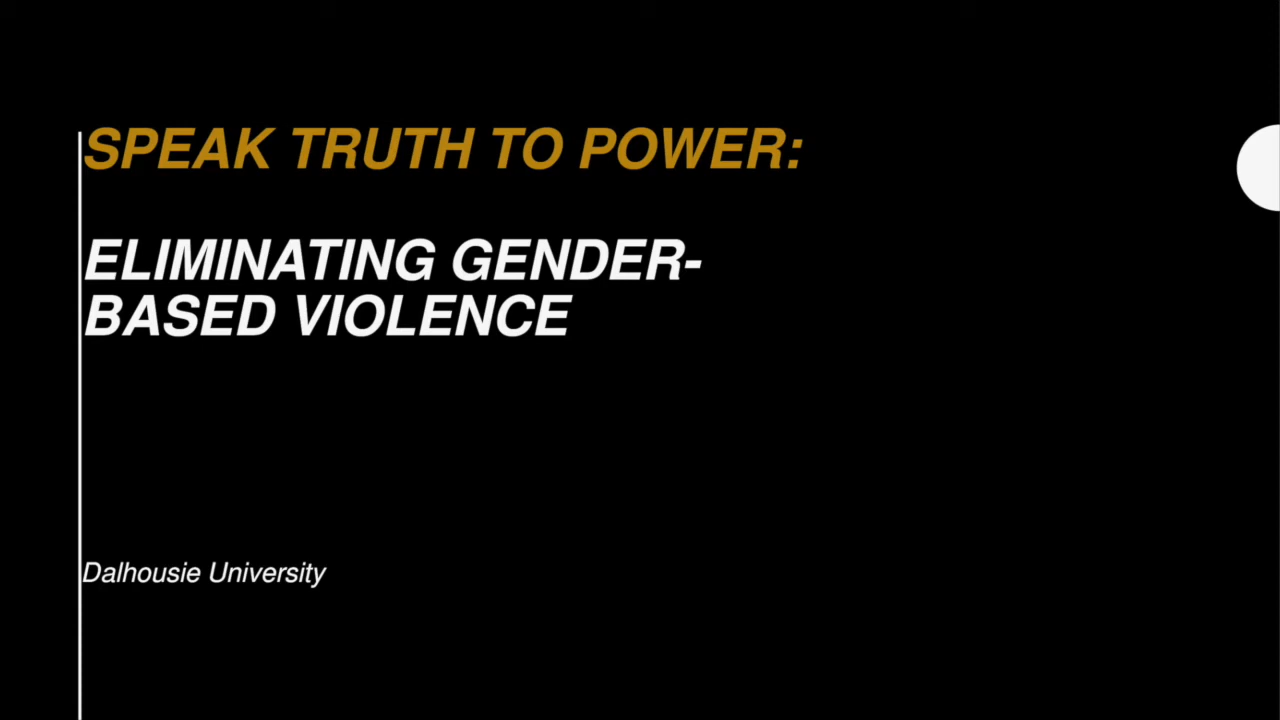 SPEAK TRUTH TO POWER:
ELIMINATING GENDER-
BASED VIOLENCE
Dalhousie University